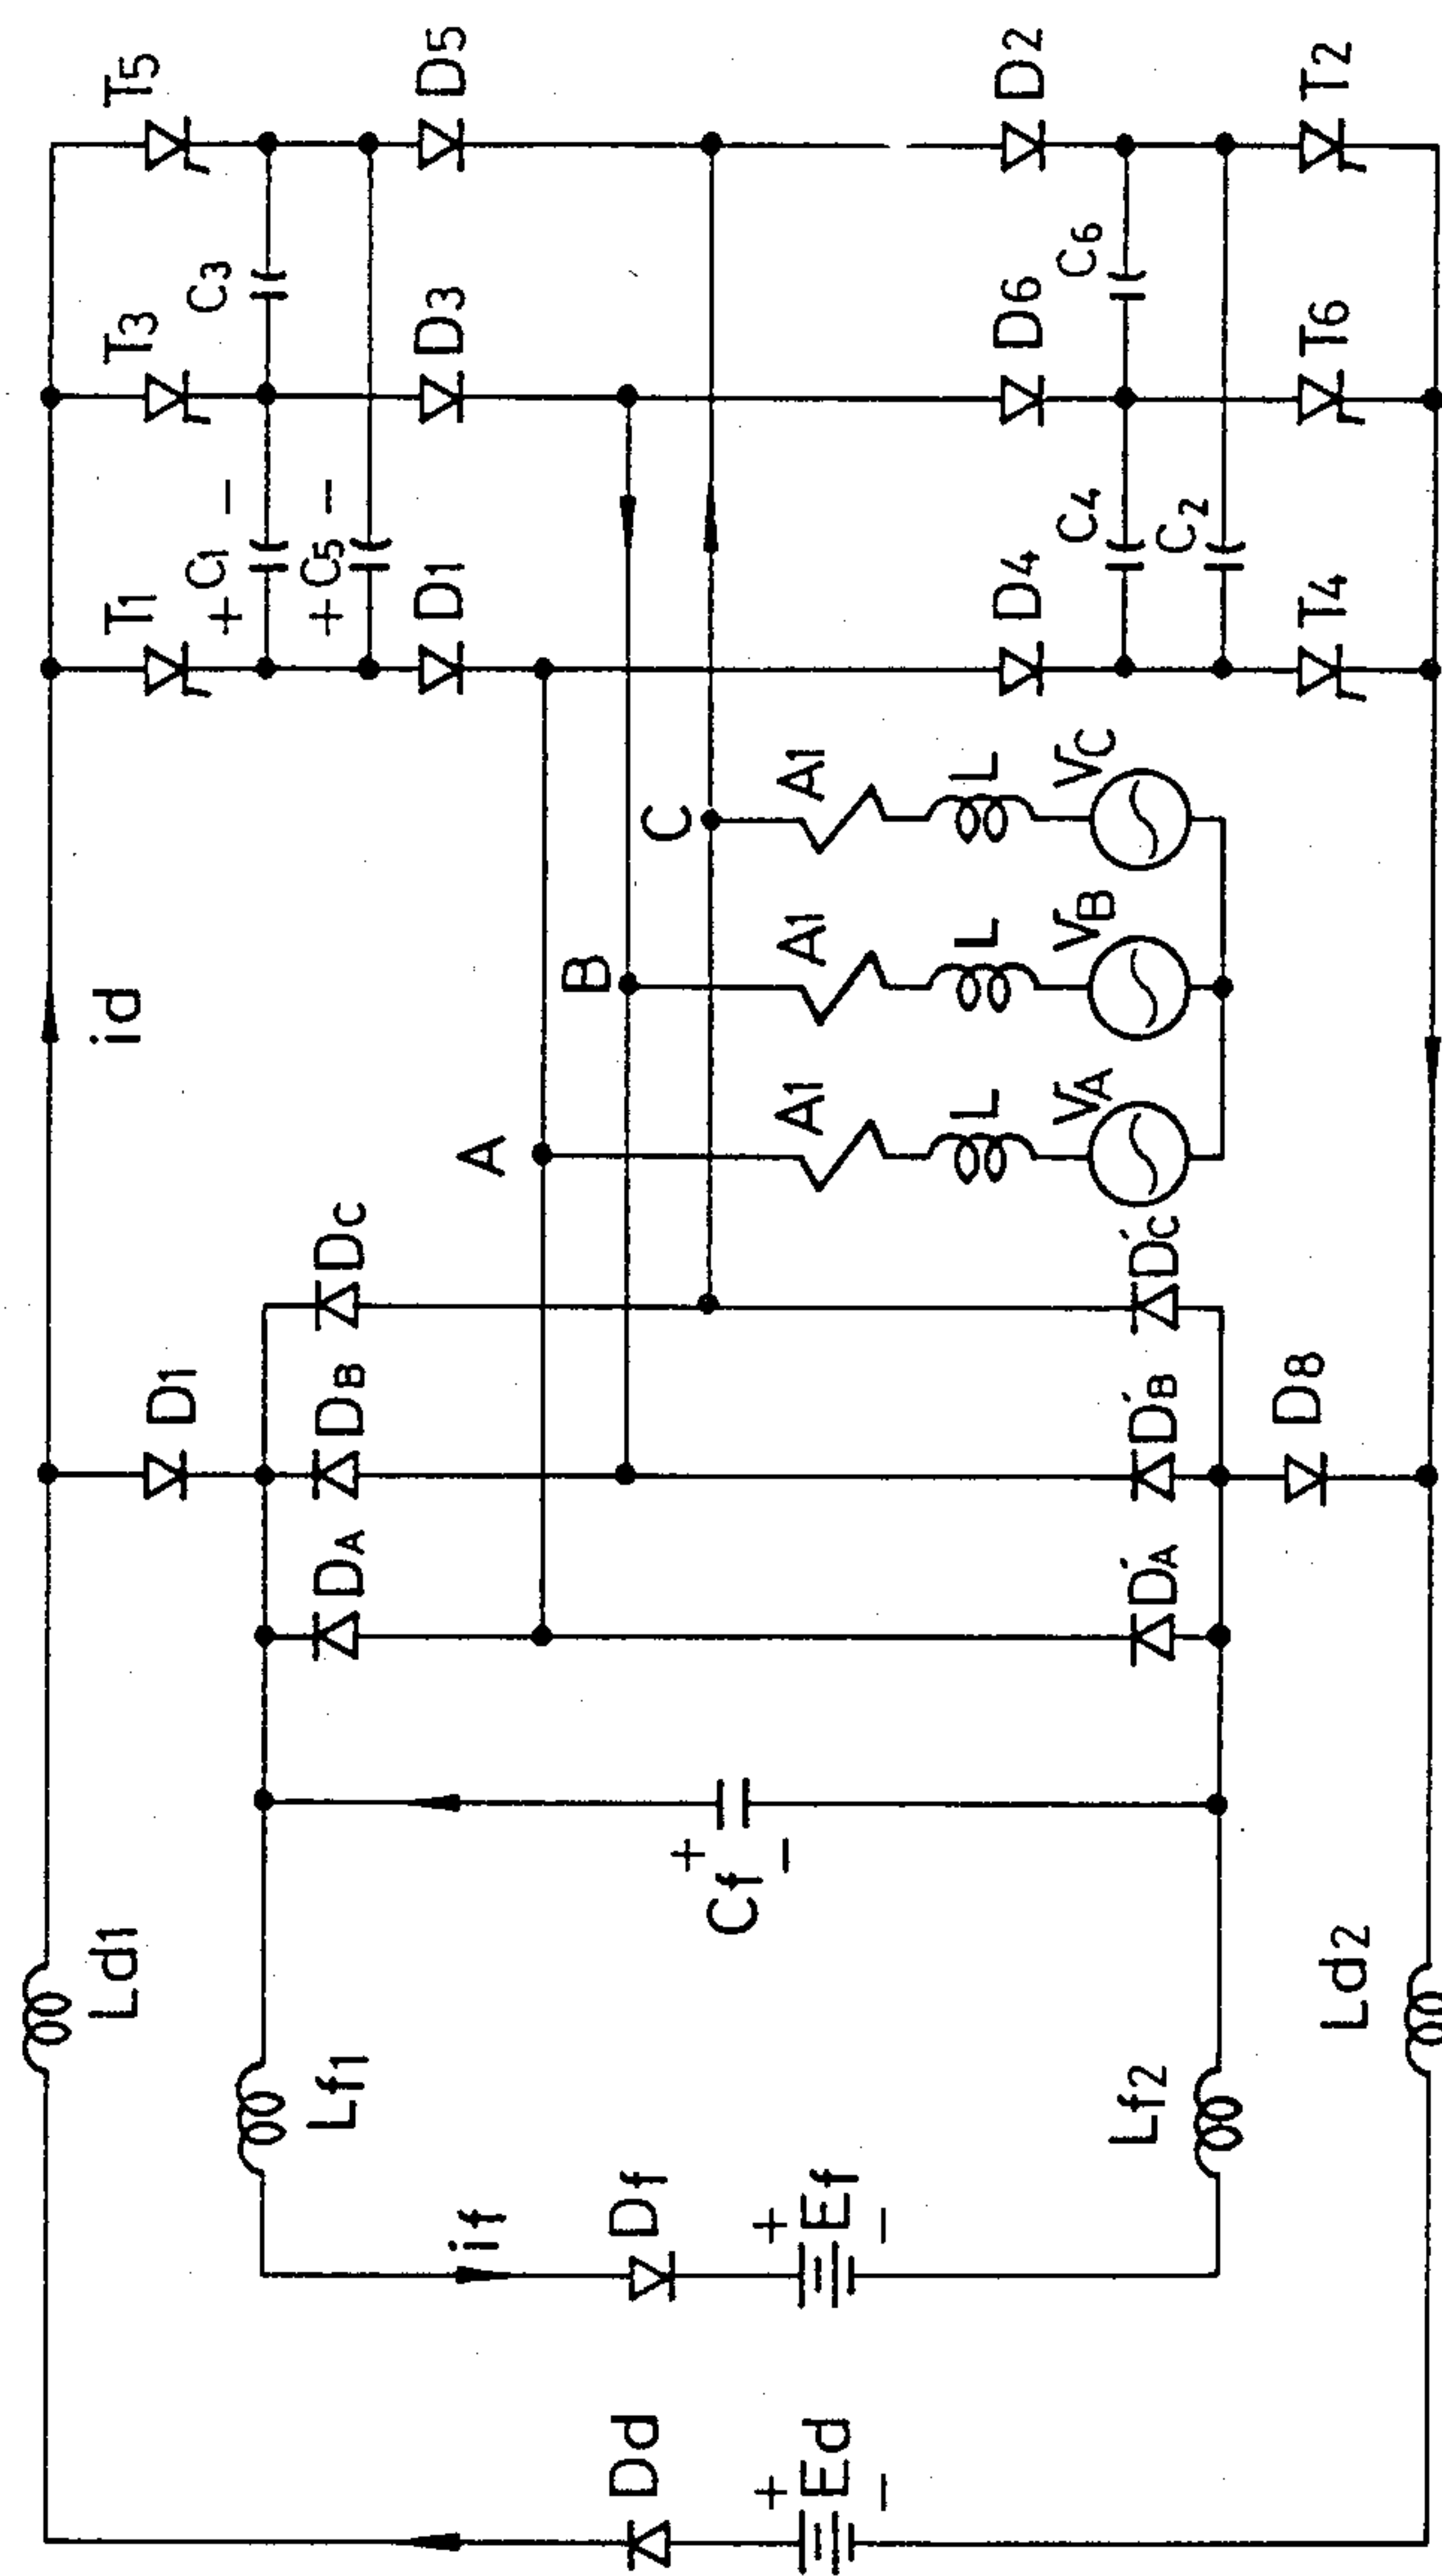 T5
D5
D2
T2
C3
C6
T3
D3
D6
T6
+ C1 −
+ C5 −
C4
C2
T1
D1
D4
T4
id
A
B
C
A1
A1
A1
L
L
L
VA
VB
VC
D1
DC
DB
DA
D'C
D'B
D'A
D8
+
Cf
−
Ld1
Lf1
Lf2
Ld2
if
Df
+
Ef
−
Dd
+
Ed
−